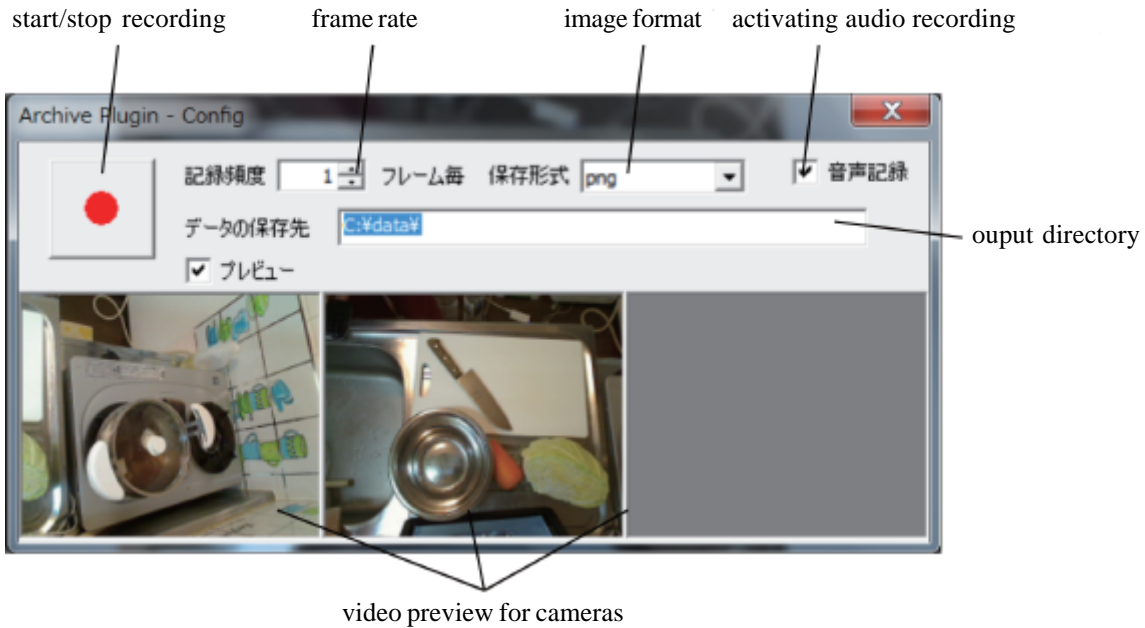 start/stop recording frame rate image format activating audio recording
Archive Plugin - Config
記録頻度 1 フレーム毎 保存形式 png 音声記録
データの保存先 C:¥data¥
ouput directory
プレビュー
video preview for cameras